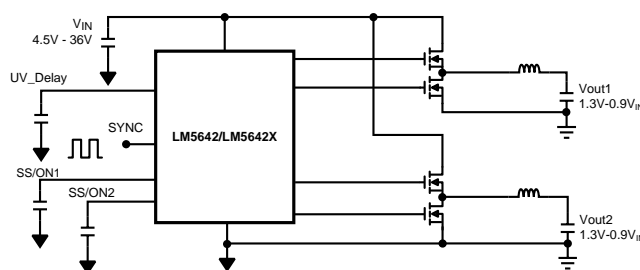 VIN
4.5V - 36V
UV_Delay
SYNC
LM5642/LM5642X
SS/ON1
SS/ON2
Vout1
1.3V-0.9VIN
Vout2
1.3V-0.9VIN